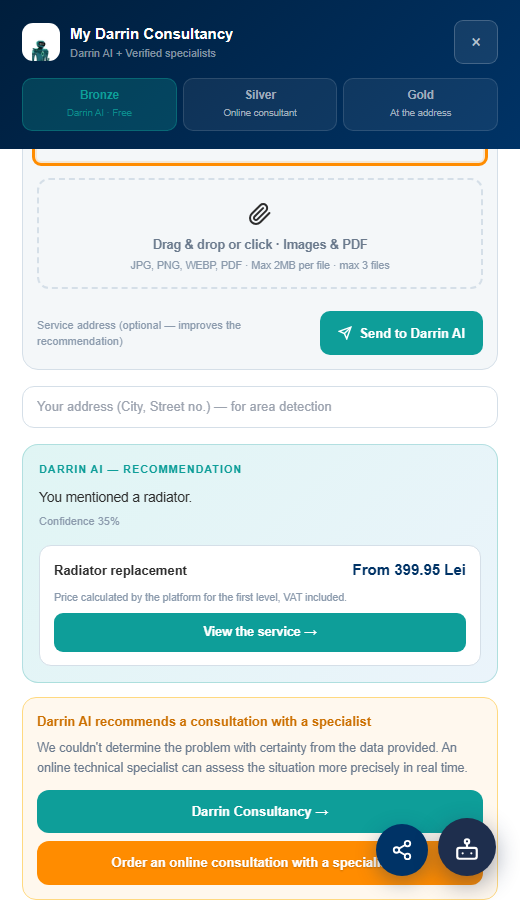 My Darrin Consultancy
Darrin AI + Verified specialists
×
Bronze
Darrin AI · Free
Silver
Online consultant
Gold
At the address
Drag & drop or click · Images & PDF
JPG, PNG, WEBP, PDF · Max 2MB per file · max 3 files
Service address (optional — improves the
recommendation)
Send to Darrin AI
Your address (City, Street no.) — for area detection
DARRIN AI — RECOMMENDATION
You mentioned a radiator.
Confidence 35%
Radiator replacement
From 399.95 Lei
Price calculated by the platform for the first level, VAT included.
View the service →
Darrin AI recommends a consultation with a specialist
We couldn't determine the problem with certainty from the data provided. An
online technical specialist can assess the situation more precisely in real time.
Darrin Consultancy →
Order an online consultation with a